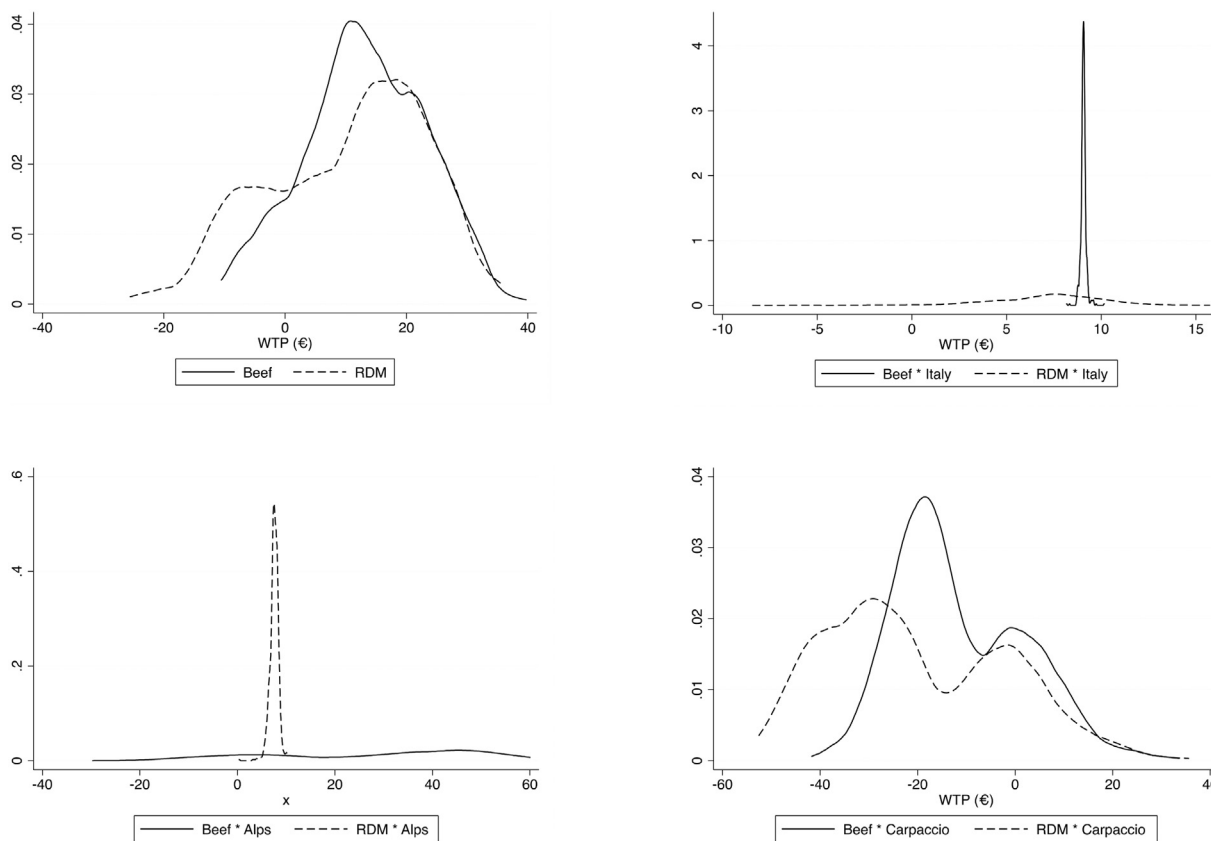 .04
.03
.02
.01
0
-40 -20 0 20 40
WTP (€)
Beef RDM
4
3
2
1
0
-10 -5 0 5 10 15
WTP (€)
Beef * Italy RDM * Italy
.6
.4
.2
0
-40 -20 0 20 40 60
x
Beef * Alps RDM * Alps
.04
.03
.02
.01
0
-60 -40 -20 0 20 40
WTP (€)
Beef * Carpaccio RDM * Carpaccio